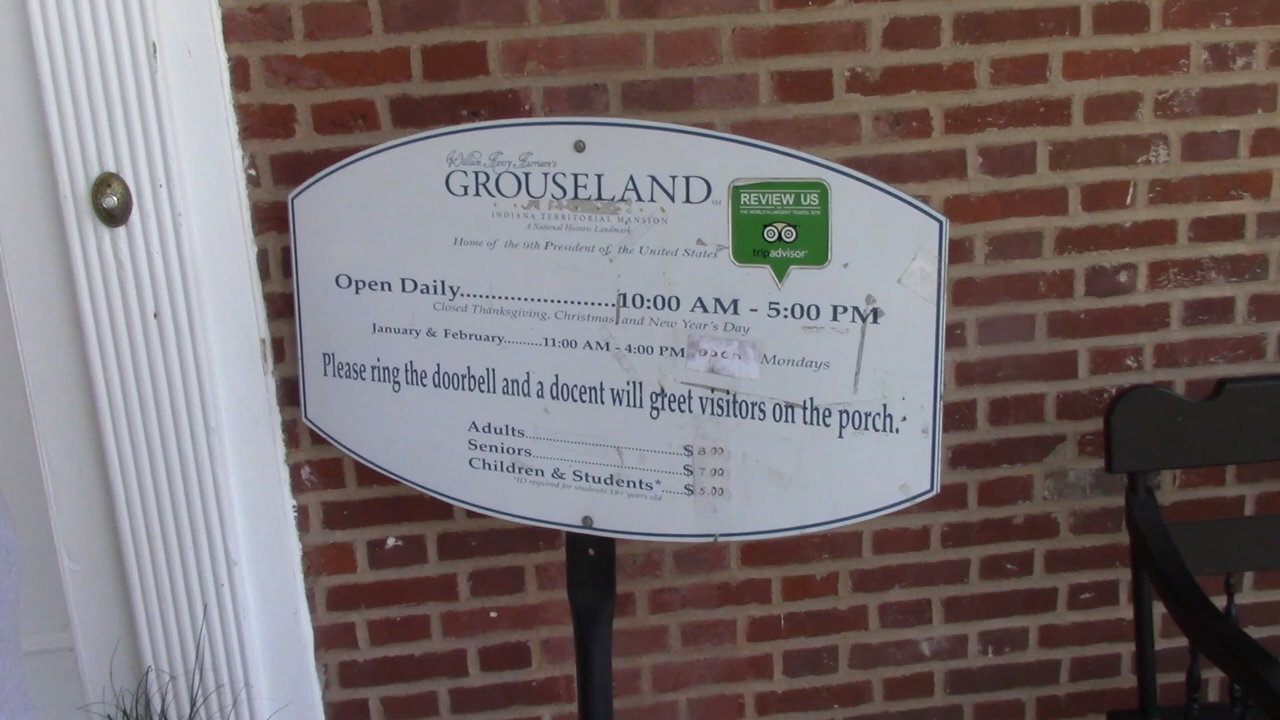 William Henry Harrison's
GROUSELAND SM
INDIANA TERRITORIAL MANSION
A National Historic Landmark
Home of the 9th President of the United States
REVIEW US
THE WORLD'S LARGEST TRAVEL SITE
tripadvisor
Open Daily......................10:00 AM - 5:00 PM
Closed Thanksgiving, Christmas and New Year's Day
January & February.........11:00 AM - 4:00 PM open Mondays
Please ring the doorbell and a docent will greet visitors on the porch.
Adults....................................$ 8.00
Seniors..................................$ 7.00
Children & Students*.....$ 5.00
*ID required for students 18+ years old